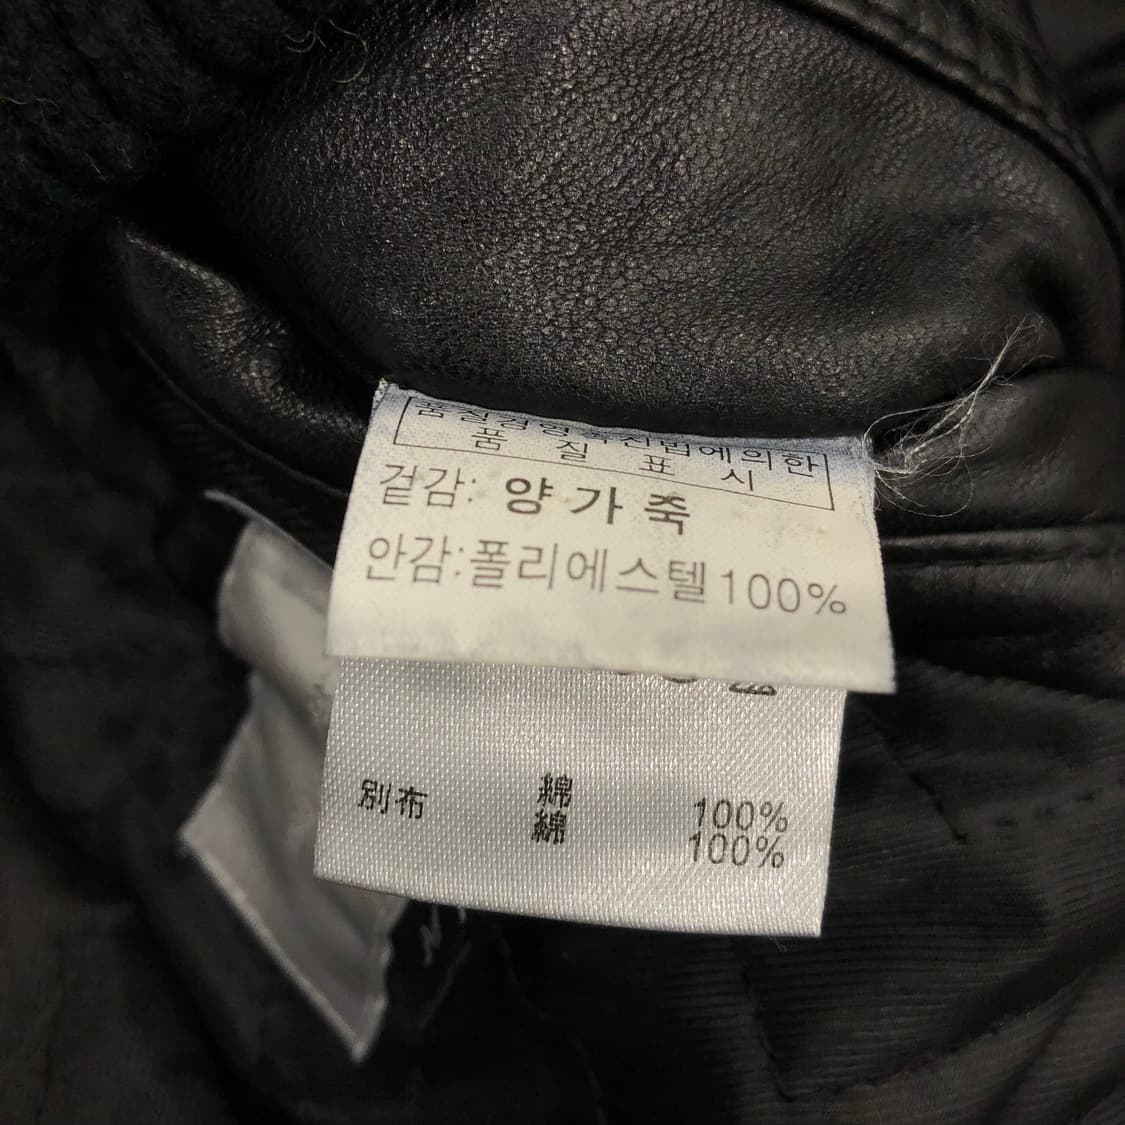 품질경영촉진법에의한
품 질 표 시
겉감: 양가죽
안감:폴리에스텔100%
別布 綿 100%
綿 100%